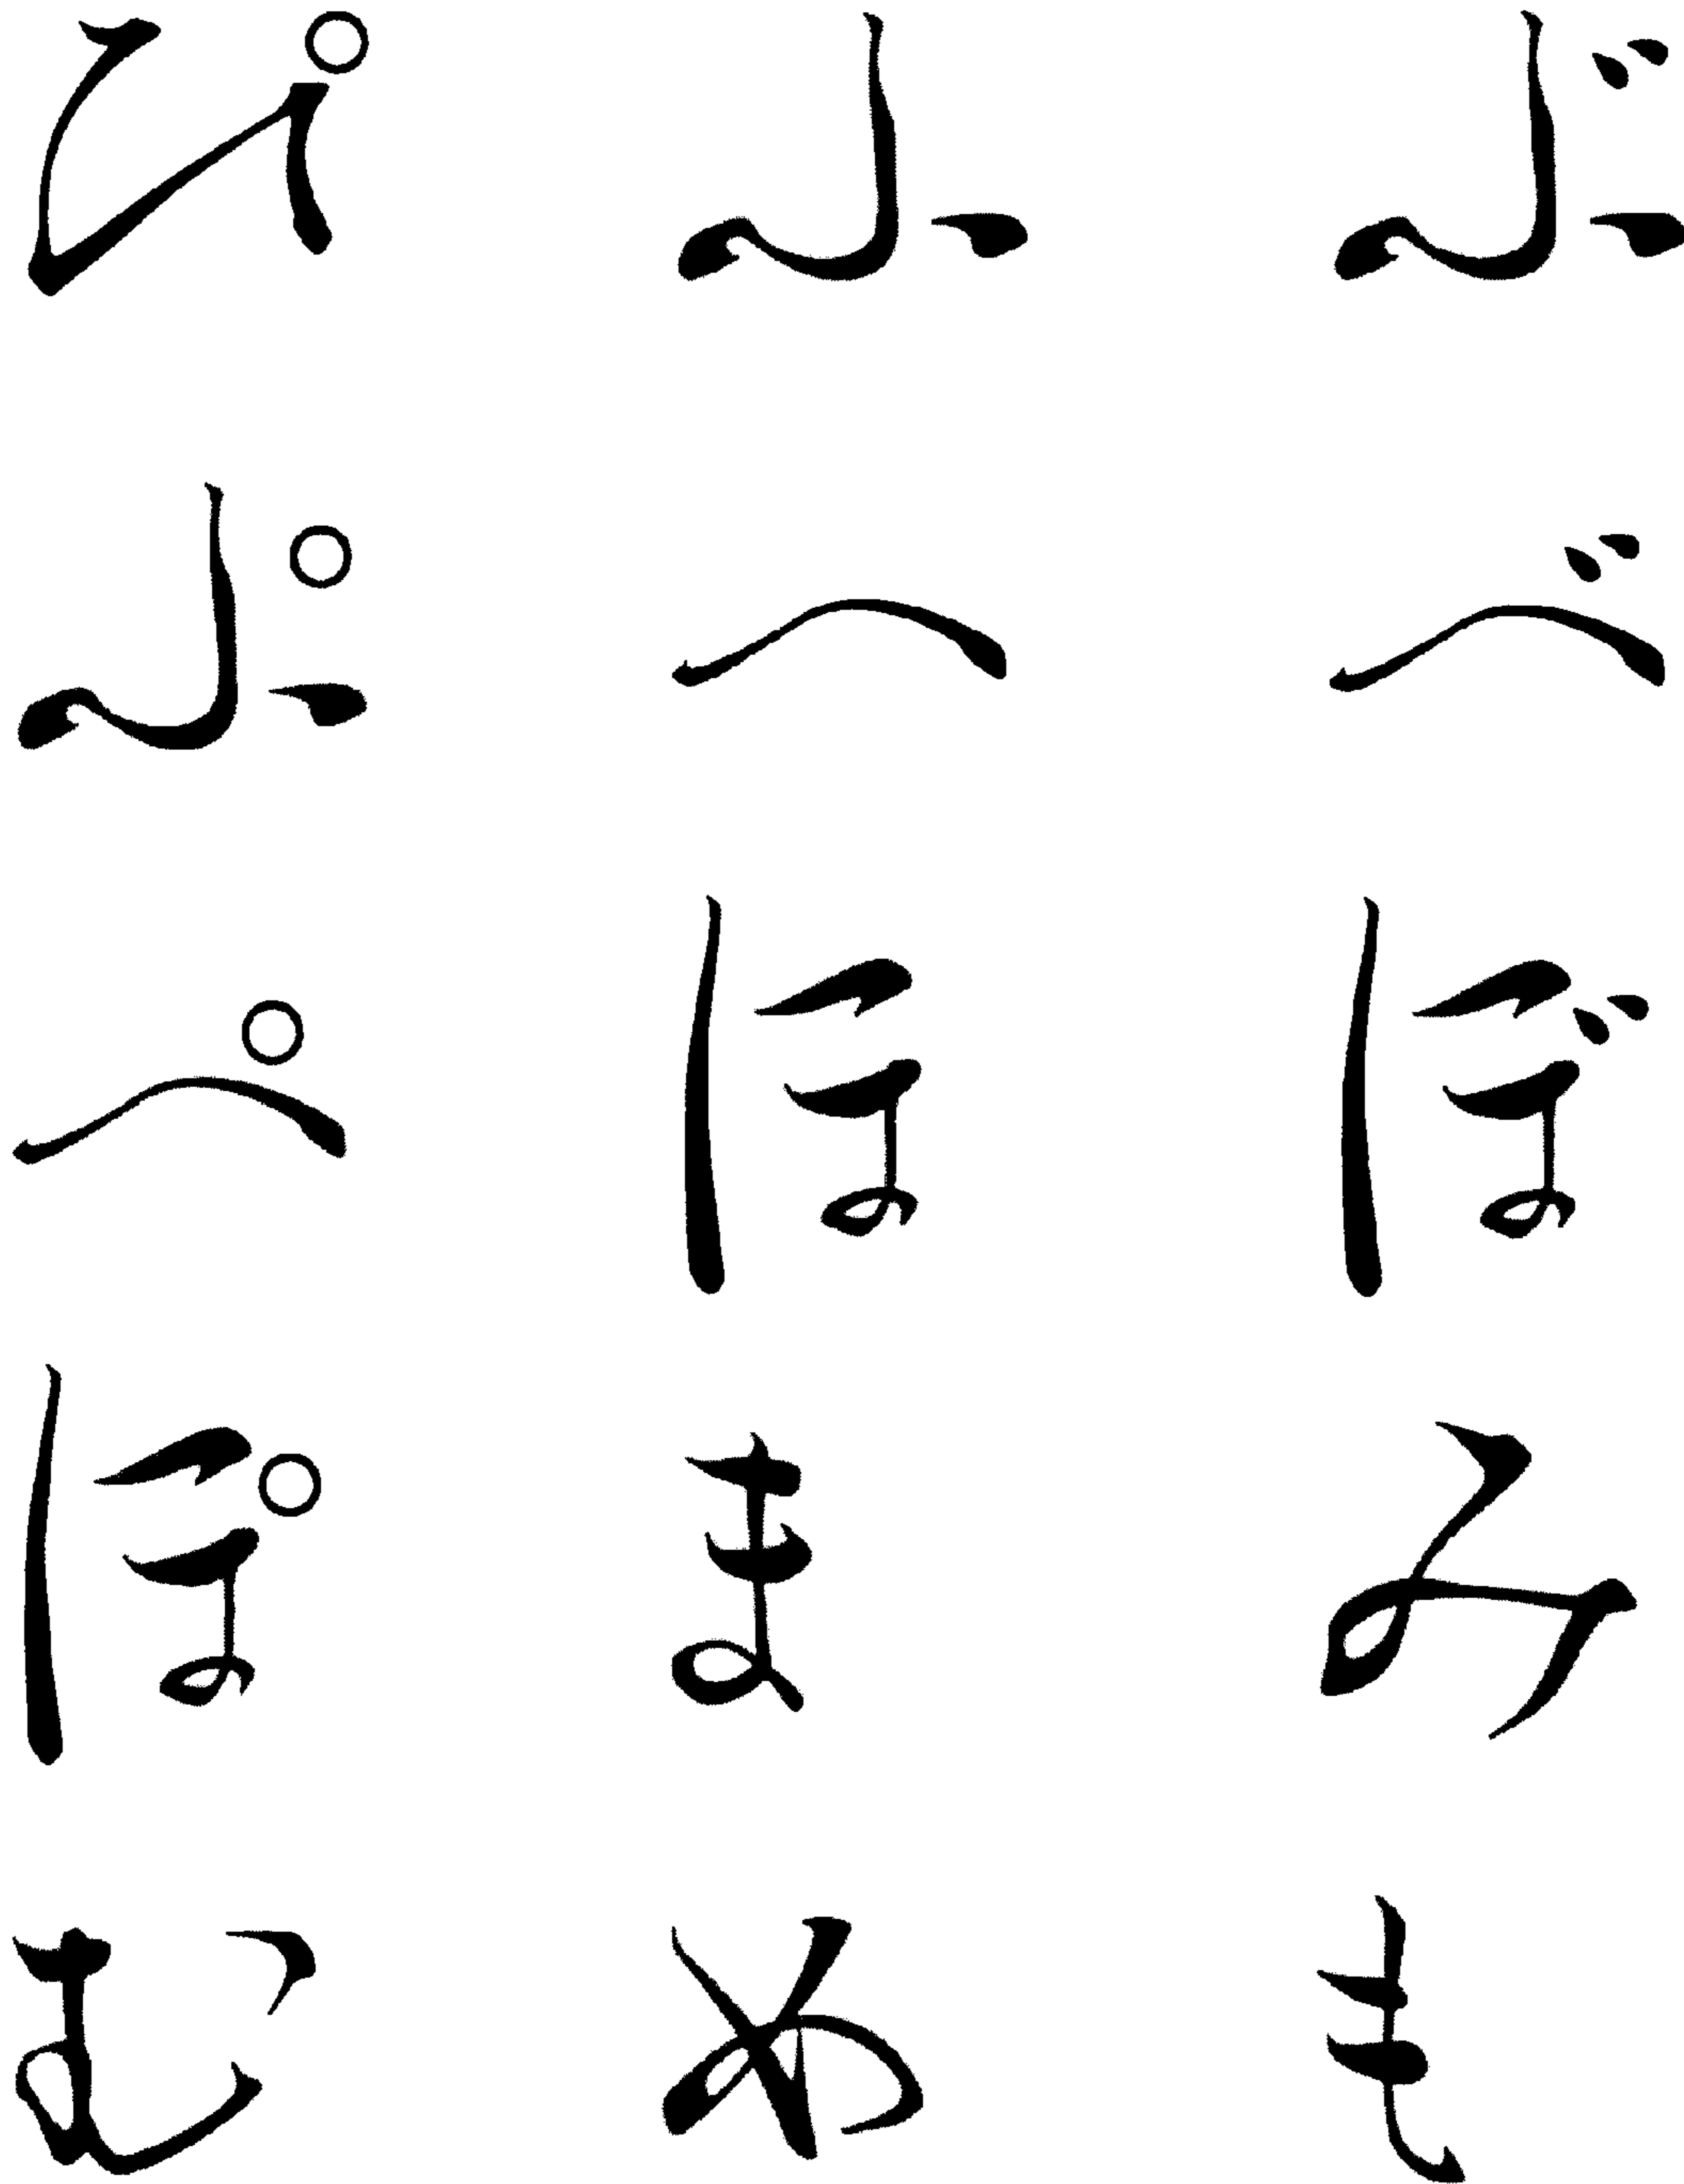 ぴ ふ ぶ
ぷ へ べ
ぺ ほ ぼ
ぽ ま み
む め も